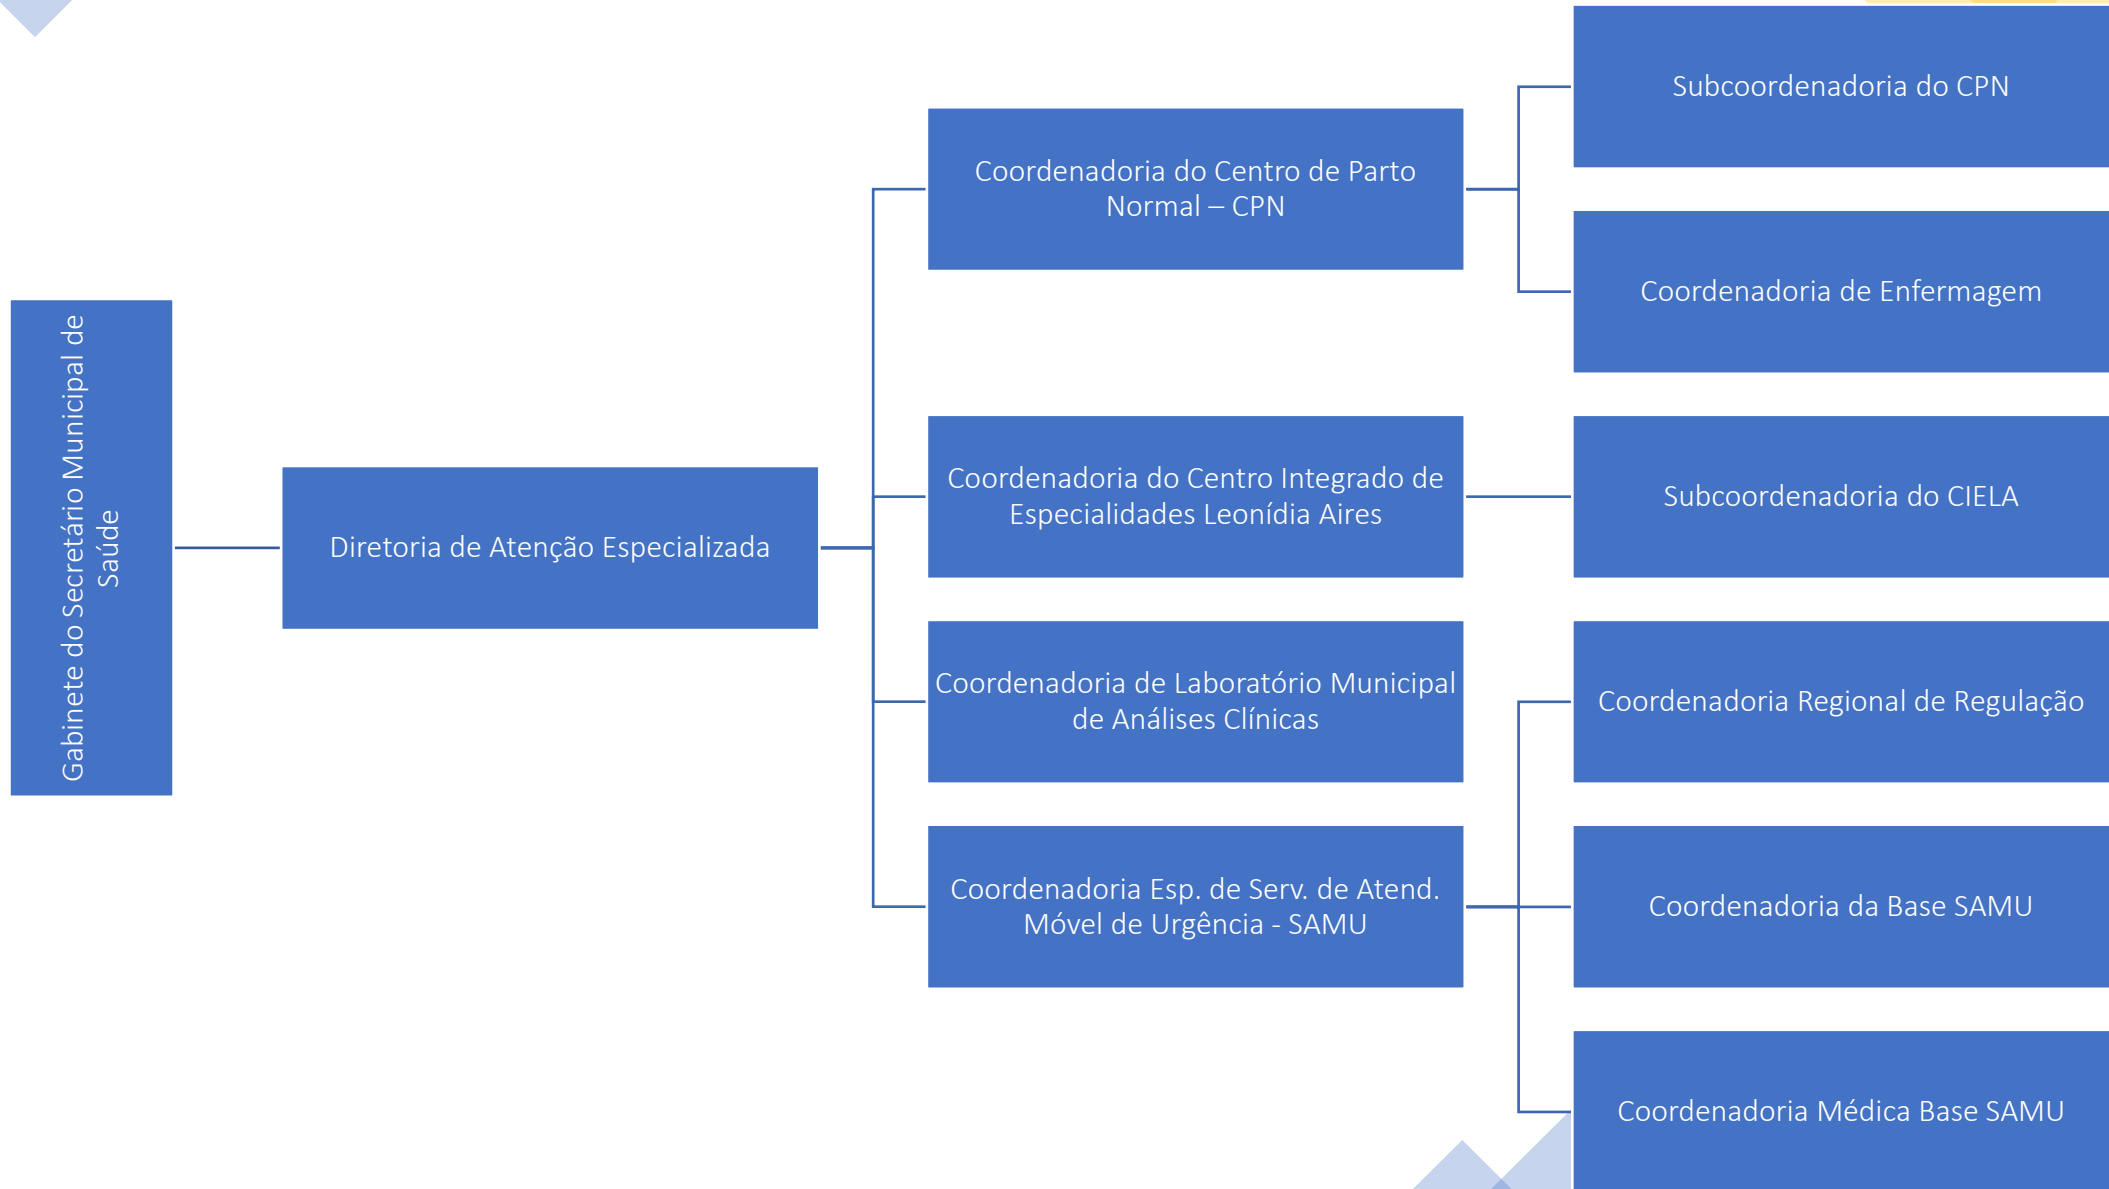 Gabinete do Secretário Municipal de
Saúde
Diretoria de Atenção Especializada
Coordenadoria do Centro de Parto
Normal – CPN
Subcoordenadoria do CPN
Coordenadoria de Enfermagem
Coordenadoria do Centro Integrado de
Especialidades Leonídia Aires
Subcoordenadoria do CIELA
Coordenadoria de Laboratório Municipal
de Análises Clínicas
Coordenadoria Esp. de Serv. de Atend.
Móvel de Urgência - SAMU
Coordenadoria Regional de Regulação
Coordenadoria da Base SAMU
Coordenadoria Médica Base SAMU